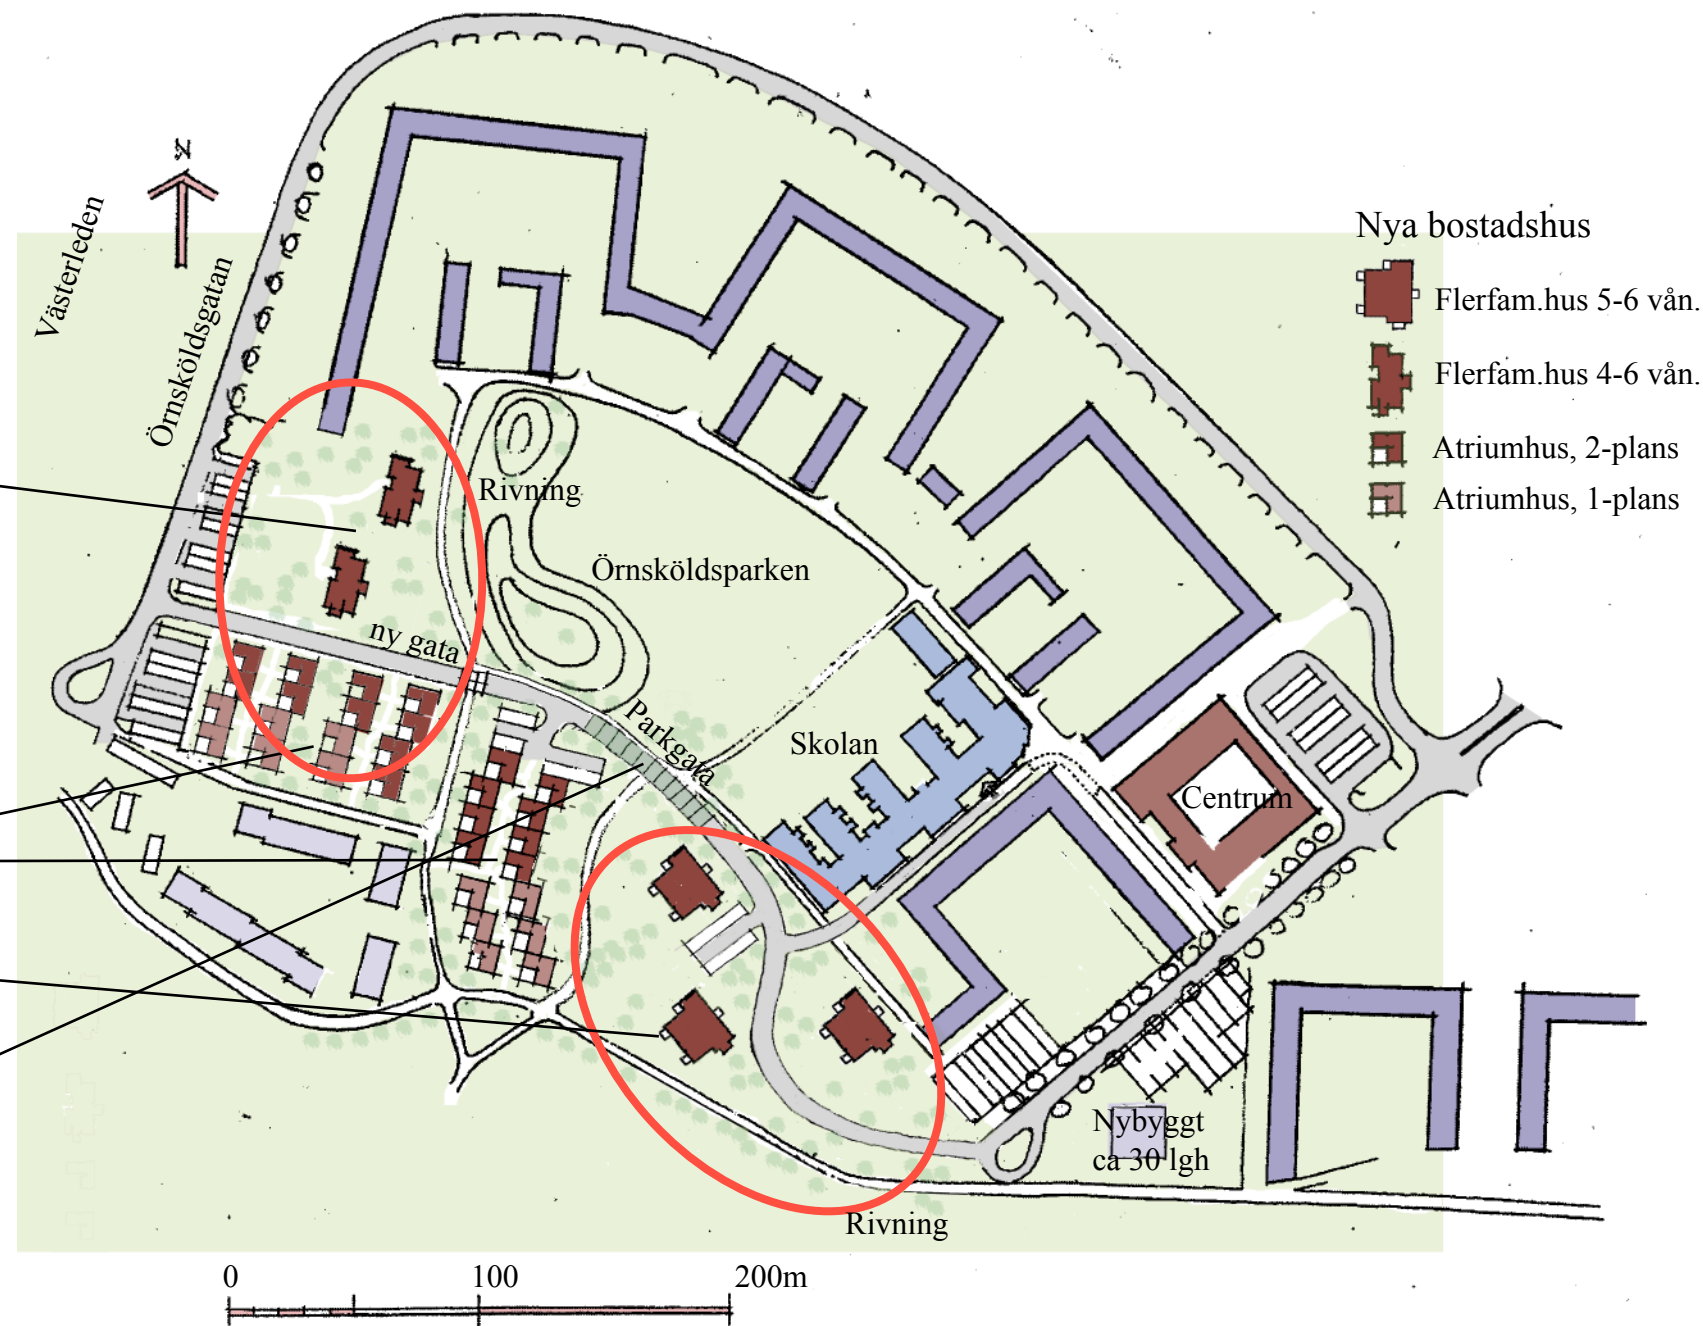 N
Västerleden
Örnsköldsgatan
Nya bostadshus
Flerfam.hus 5-6 vån.
Flerfam.hus 4-6 vån.
Atriumhus, 2-plans
Atriumhus, 1-plans
Rivning
Örnsköldsparken
ny gata
Parkgata
Skolan
Centrum
Nybyggt
ca 30 lgh
Rivning
0 100 200m